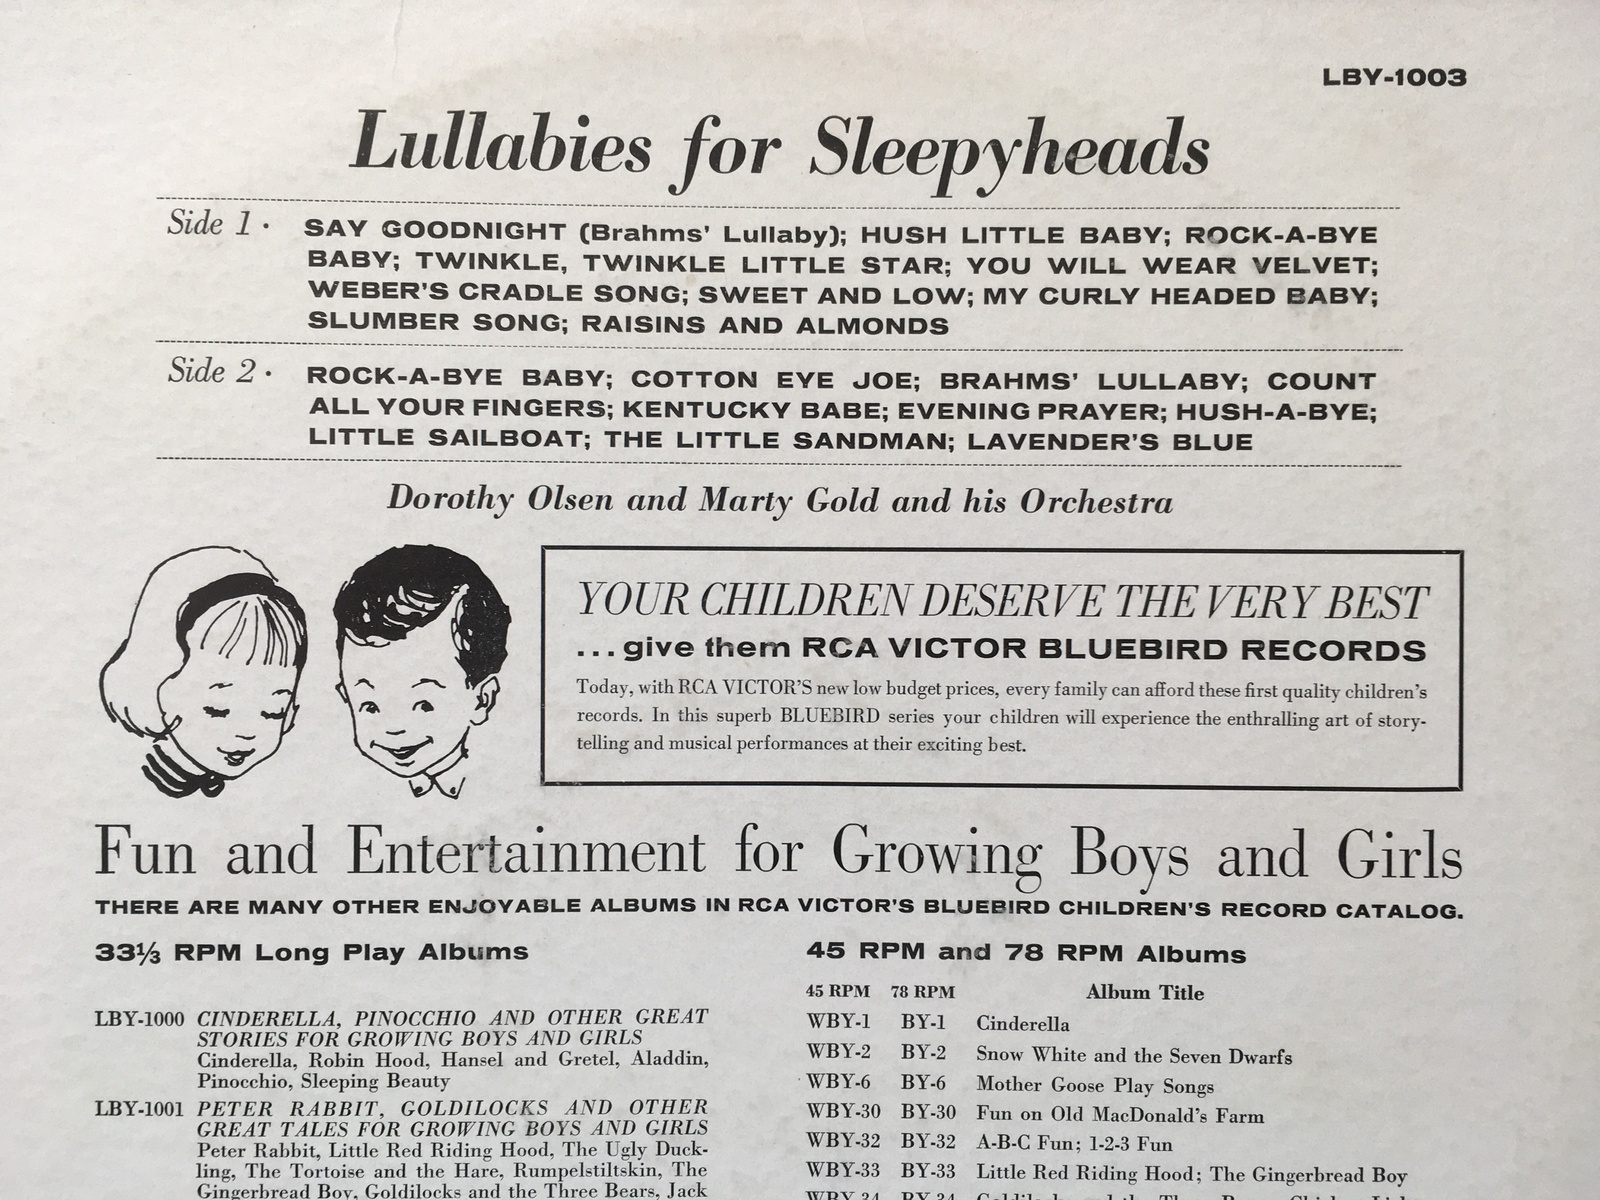 LBY-1003
Lullabies for Sleepyheads
Side 1 · SAY GOODNIGHT (Brahms' Lullaby); HUSH LITTLE BABY; ROCK-A-BYE
BABY; TWINKLE, TWINKLE LITTLE STAR; YOU WILL WEAR VELVET;
WEBER'S CRADLE SONG; SWEET AND LOW; MY CURLY HEADED BABY;
SLUMBER SONG; RAISINS AND ALMONDS
Side 2 · ROCK-A-BYE BABY; COTTON EYE JOE; BRAHMS' LULLABY; COUNT
ALL YOUR FINGERS; KENTUCKY BABE; EVENING PRAYER; HUSH-A-BYE;
LITTLE SAILBOAT; THE LITTLE SANDMAN; LAVENDER'S BLUE
Dorothy Olsen and Marty Gold and his Orchestra
YOUR CHILDREN DESERVE THE VERY BEST
...give them RCA VICTOR BLUEBIRD RECORDS
Today, with RCA VICTOR'S new low budget prices, every family can afford these first quality children's
records. In this superb BLUEBIRD series your children will experience the enthralling art of story-
telling and musical performances at their exciting best.
Fun and Entertainment for Growing Boys and Girls
THERE ARE MANY OTHER ENJOYABLE ALBUMS IN RCA VICTOR'S BLUEBIRD CHILDREN'S RECORD CATALOG.
33⅓ RPM Long Play Albums
LBY-1000 CINDERELLA, PINOCCHIO AND OTHER GREAT
STORIES FOR GROWING BOYS AND GIRLS
Cinderella, Robin Hood, Hansel and Gretel, Aladdin,
Pinocchio, Sleeping Beauty
LBY-1001 PETER RABBIT, GOLDILOCKS AND OTHER
GREAT TALES FOR GROWING BOYS AND GIRLS
Peter Rabbit, Little Red Riding Hood, The Ugly Duck-
ling, The Tortoise and the Hare, Rumpelstiltskin, The
Gingerbread Boy, Goldilocks and the Three Bears, Jack
45 RPM and 78 RPM Albums
45 RPM 78 RPM Album Title
WBY-1 BY-1 Cinderella
WBY-2 BY-2 Snow White and the Seven Dwarfs
WBY-6 BY-6 Mother Goose Play Songs
WBY-30 BY-30 Fun on Old MacDonald's Farm
WBY-32 BY-32 A-B-C Fun; 1-2-3 Fun
WBY-33 BY-33 Little Red Riding Hood; The Gingerbread Boy